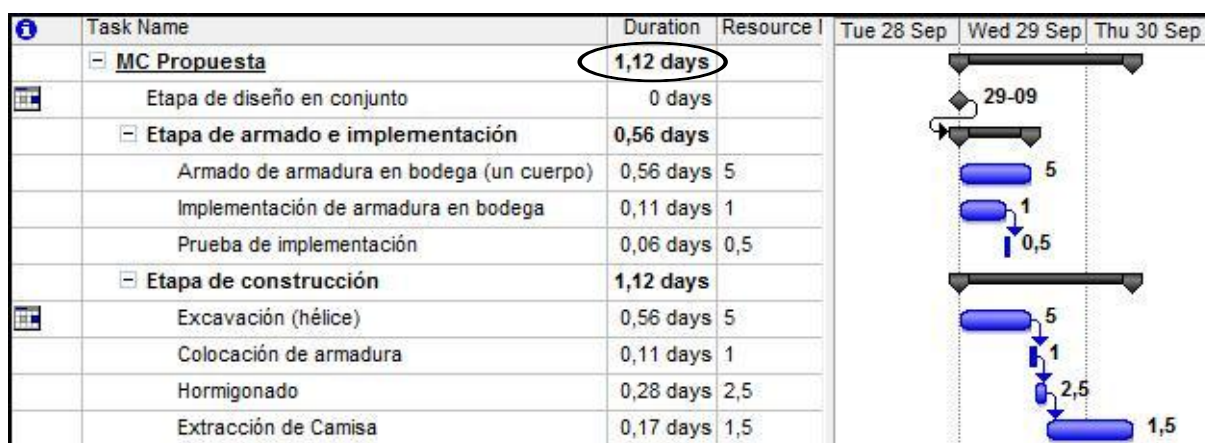 Task Name Duration Resource I Tue 28 Sep Wed 29 Sep Thu 30 Sep
MC Propuesta 1,12 days
Etapa de diseño en conjunto 0 days 29-09
Etapa de armado e implementación 0,56 days
Armado de armadura en bodega (un cuerpo) 0,56 days 5 5
Implementación de armadura en bodega 0,11 days 1 1
Prueba de implementación 0,06 days 0,5 0,5
Etapa de construcción 1,12 days
Excavación (hélice) 0,56 days 5 5
Colocación de armadura 0,11 days 1 1
Hormigonado 0,28 days 2,5 2,5
Extracción de Camisa 0,17 days 1,5 1,5